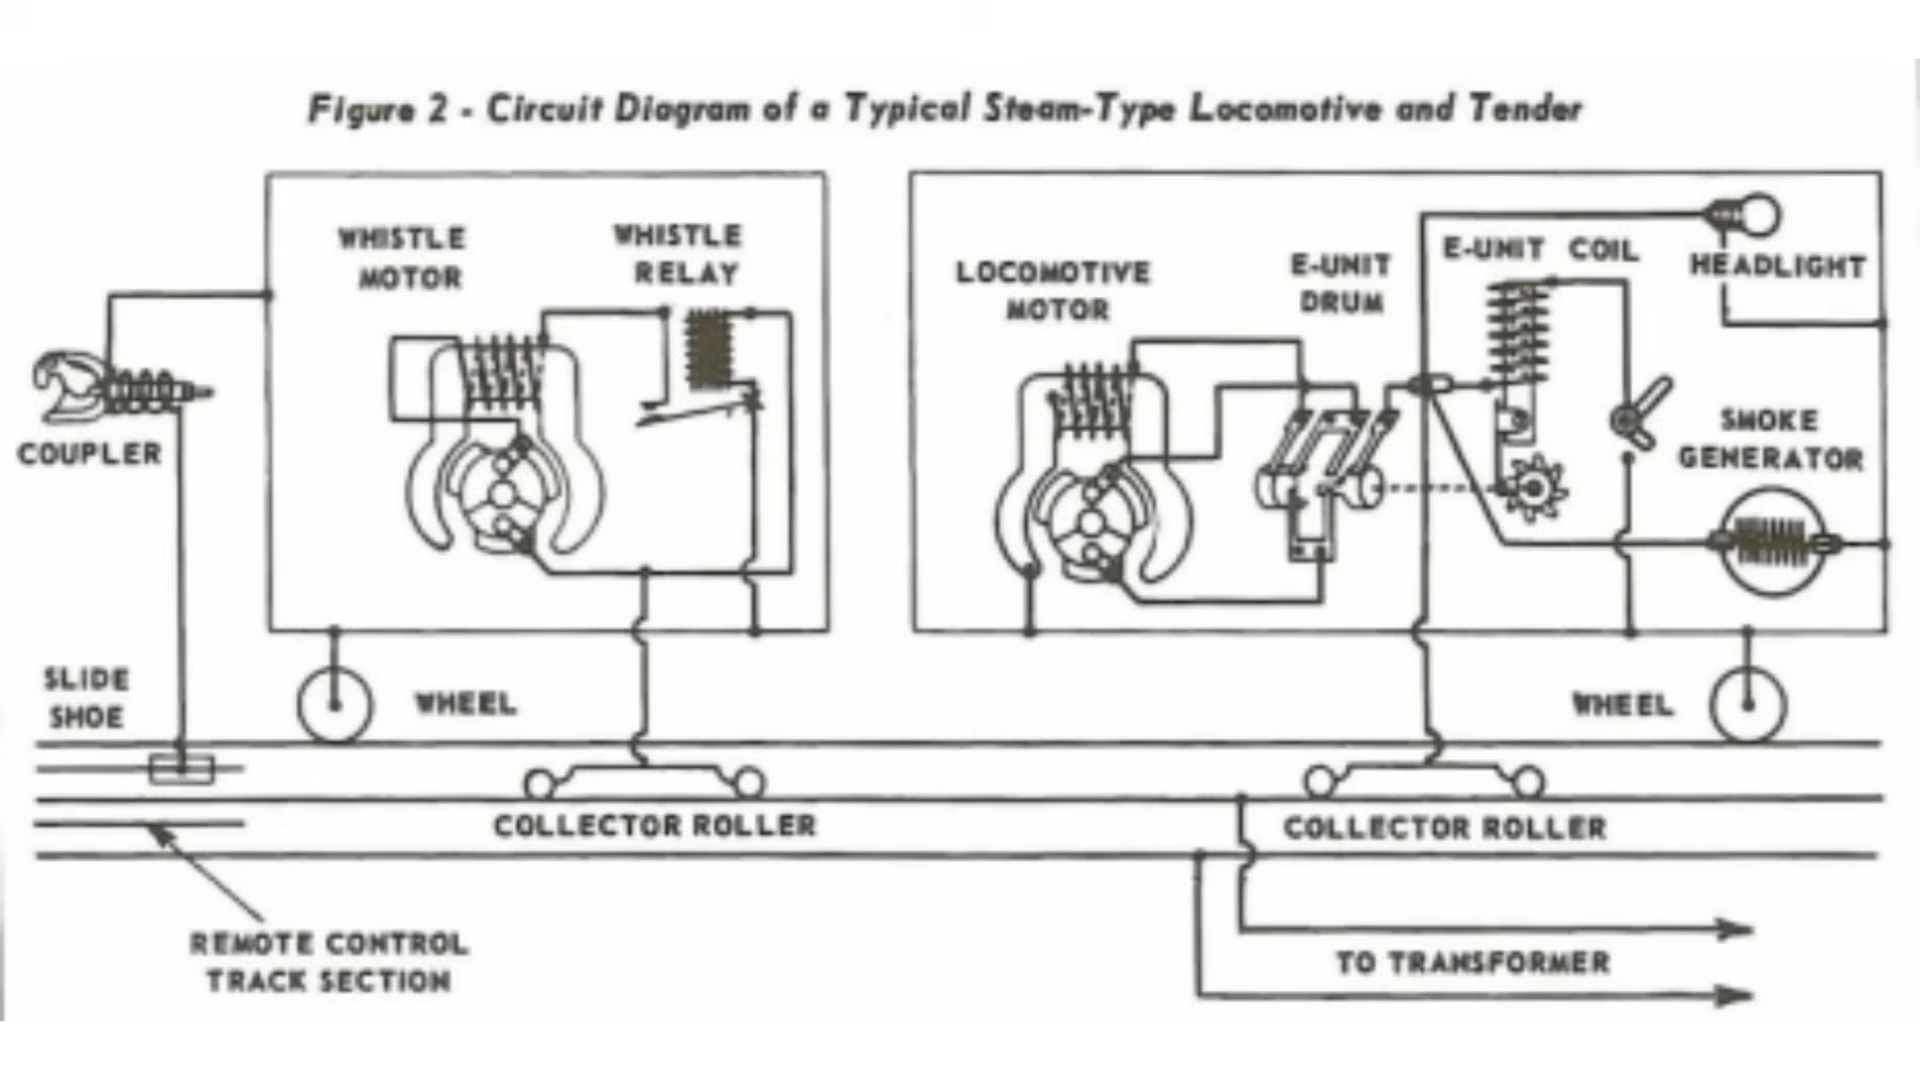 Figure 2 - Circuit Diagram of a Typical Steam-Type Locomotive and Tender
WHISTLE
MOTOR
WHISTLE
RELAY
LOCOMOTIVE
MOTOR
E-UNIT
DRUM
E-UNIT COIL
HEADLIGHT
COUPLER
SMOKE
GENERATOR
SLIDE
SHOE
WHEEL
WHEEL
COLLECTOR ROLLER
COLLECTOR ROLLER
REMOTE CONTROL
TRACK SECTION
TO TRANSFORMER